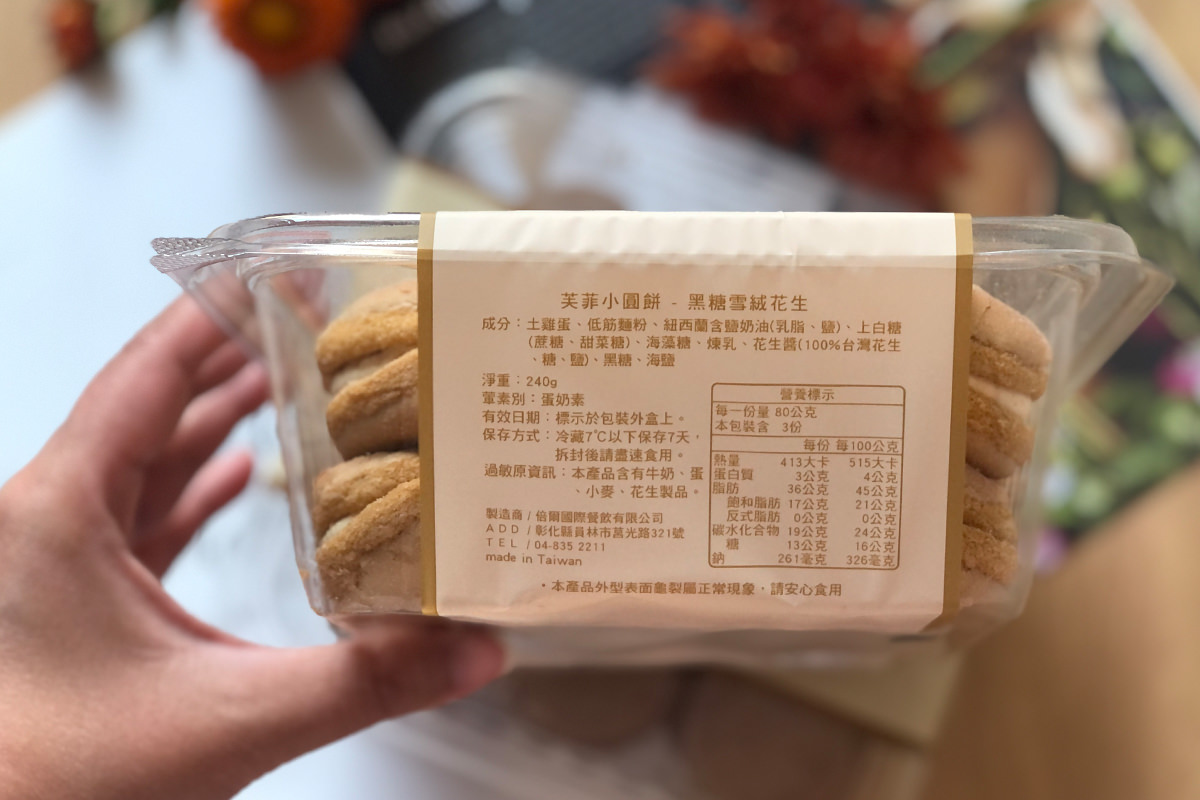 芙菲小圓餅 - 黑糖雪絨花生
成分：土雞蛋、低筋麵粉、紐西蘭含鹽奶油(乳脂、鹽)、上白糖
(蔗糖、甜菜糖)、海藻糖、煉乳、花生醬(100%台灣花生
、糖、鹽)、黑糖、海鹽
淨重：240g
葷素別：蛋奶素
有效日期：標示於包裝外盒上。
保存方式：冷藏7℃以下保存7天，
拆封後請盡速食用。
過敏原資訊：本產品含有牛奶、蛋
、小麥、花生製品。
製造商 / 倍爾國際餐飲有限公司
ADD / 彰化縣員林市莒光路321號
TEL / 04-835 2211
made in Taiwan
營養標示
每一份量 80公克
本包裝含 3份
每份 每100公克
熱量 413大卡 515大卡
蛋白質 3公克 4公克
脂肪 36公克 45公克
飽和脂肪 17公克 21公克
反式脂肪 0公克 0公克
碳水化合物 19公克 24公克
糖 13公克 16公克
鈉 261毫克 326毫克
•本產品外型表面龜裂屬正常現象，請安心食用